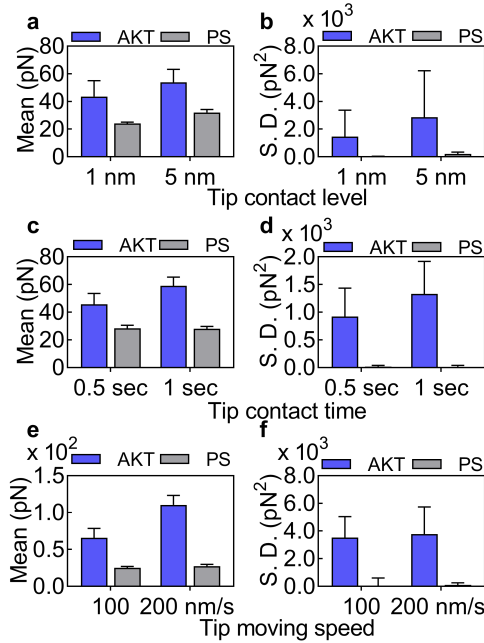 a
AKT PS
Mean (pN)
80
60
40
20
0
1 nm 5 nm
b
x 10³
AKT PS
S. D. (pN²)
8.0
6.0
4.0
2.0
0
1 nm 5 nm
Tip contact level
c
AKT PS
Mean (pN)
80
60
40
20
0
0.5 sec 1 sec
d
x 10³
AKT PS
S. D. (pN²)
2.0
1.5
1.0
0.5
0
0.5 sec 1 sec
Tip contact time
e
x 10²
AKT PS
Mean (pN)
1.5
1.0
0.5
0
100 200 nm/s
f
x 10³
AKT PS
S. D. (pN²)
8.0
6.0
4.0
2.0
0
100 200 nm/s
Tip moving speed